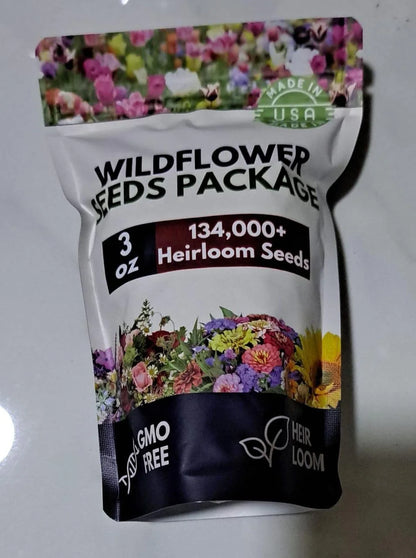 MADE IN
USA
WILDFLOWER
SEEDS PACKAGE
3
oz
134,000+
Heirloom Seeds
GMO
FREE
HEIR
LOOM